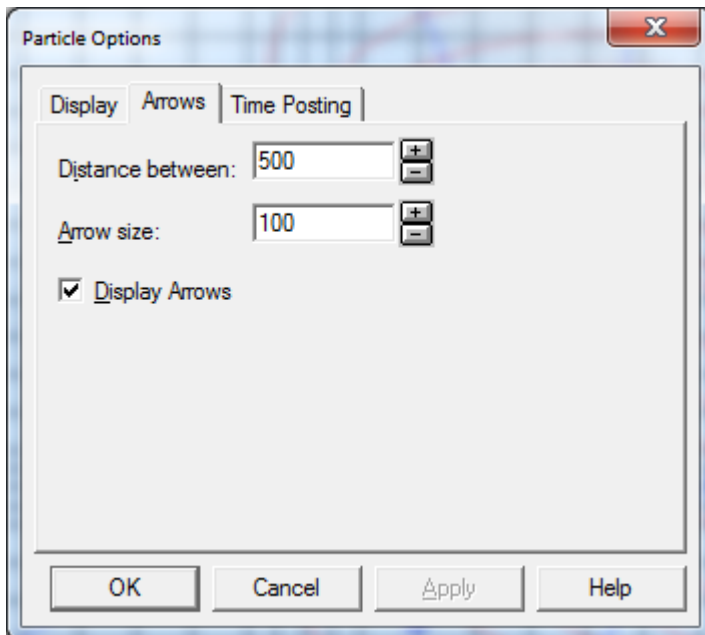 Particle Options
X
Display Arrows Time Posting
Distance between: 500 + -
Arrow size: 100 + -
Display Arrows
OK Cancel Apply Help